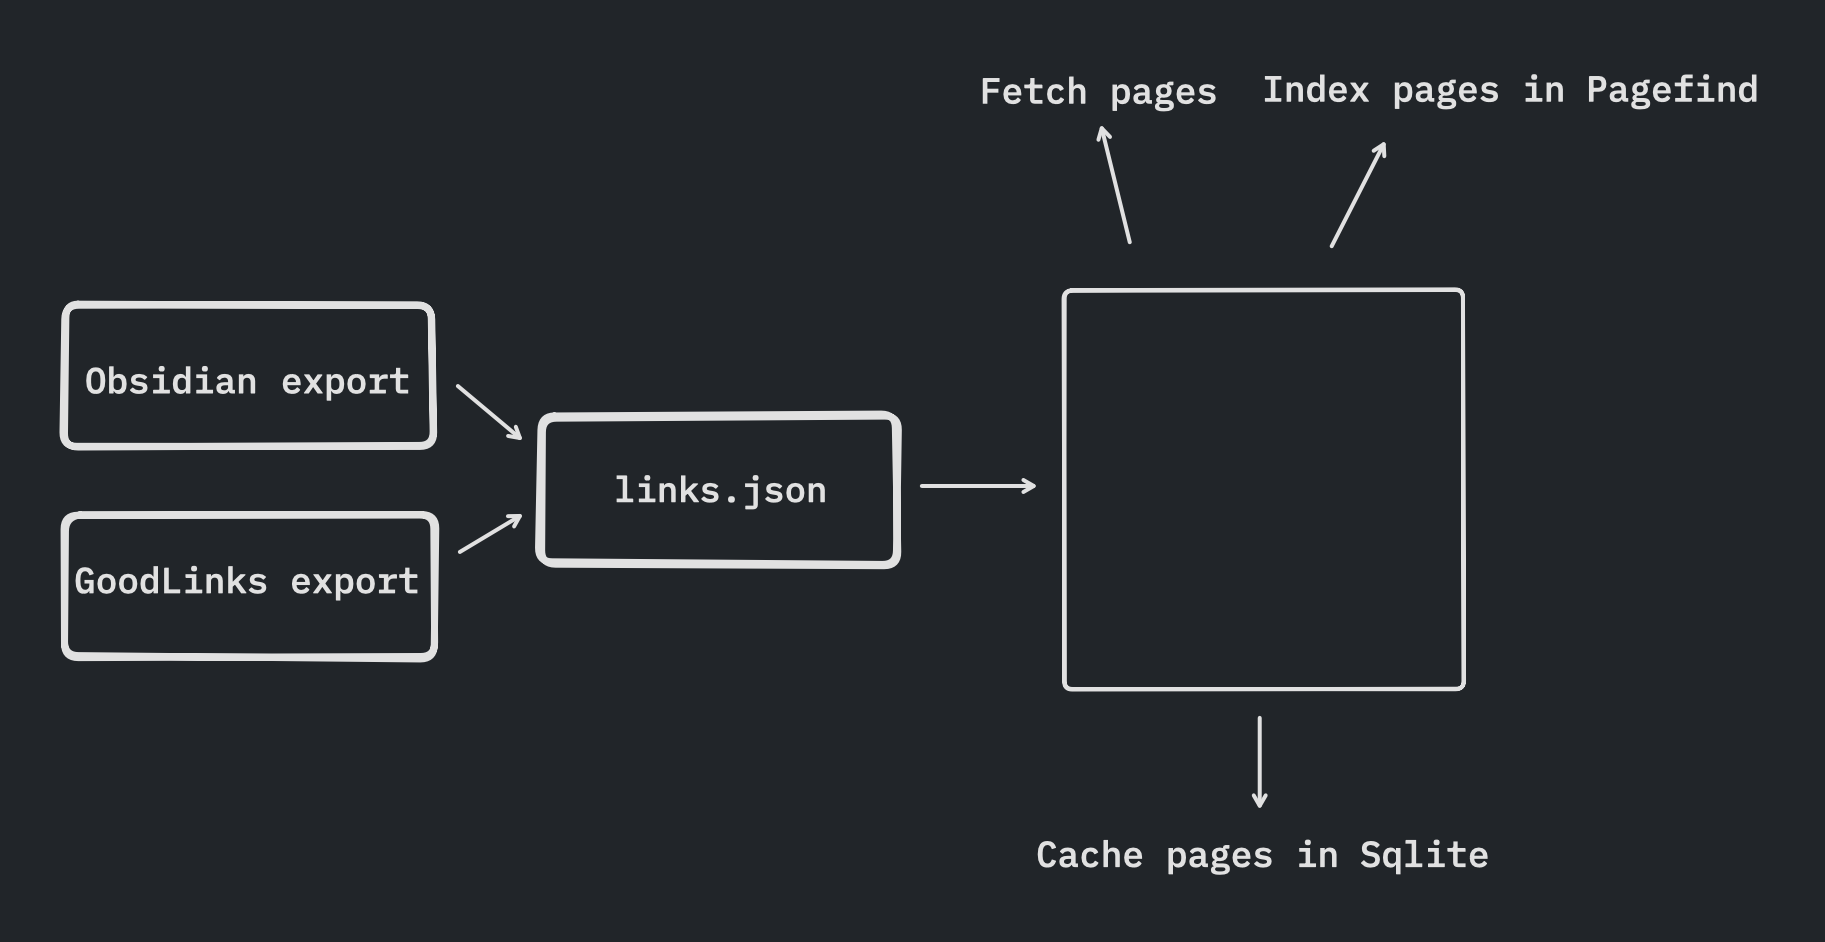 Fetch pages
Index pages in Pagefind
Obsidian export
links.json
GoodLinks export
Cache pages in Sqlite